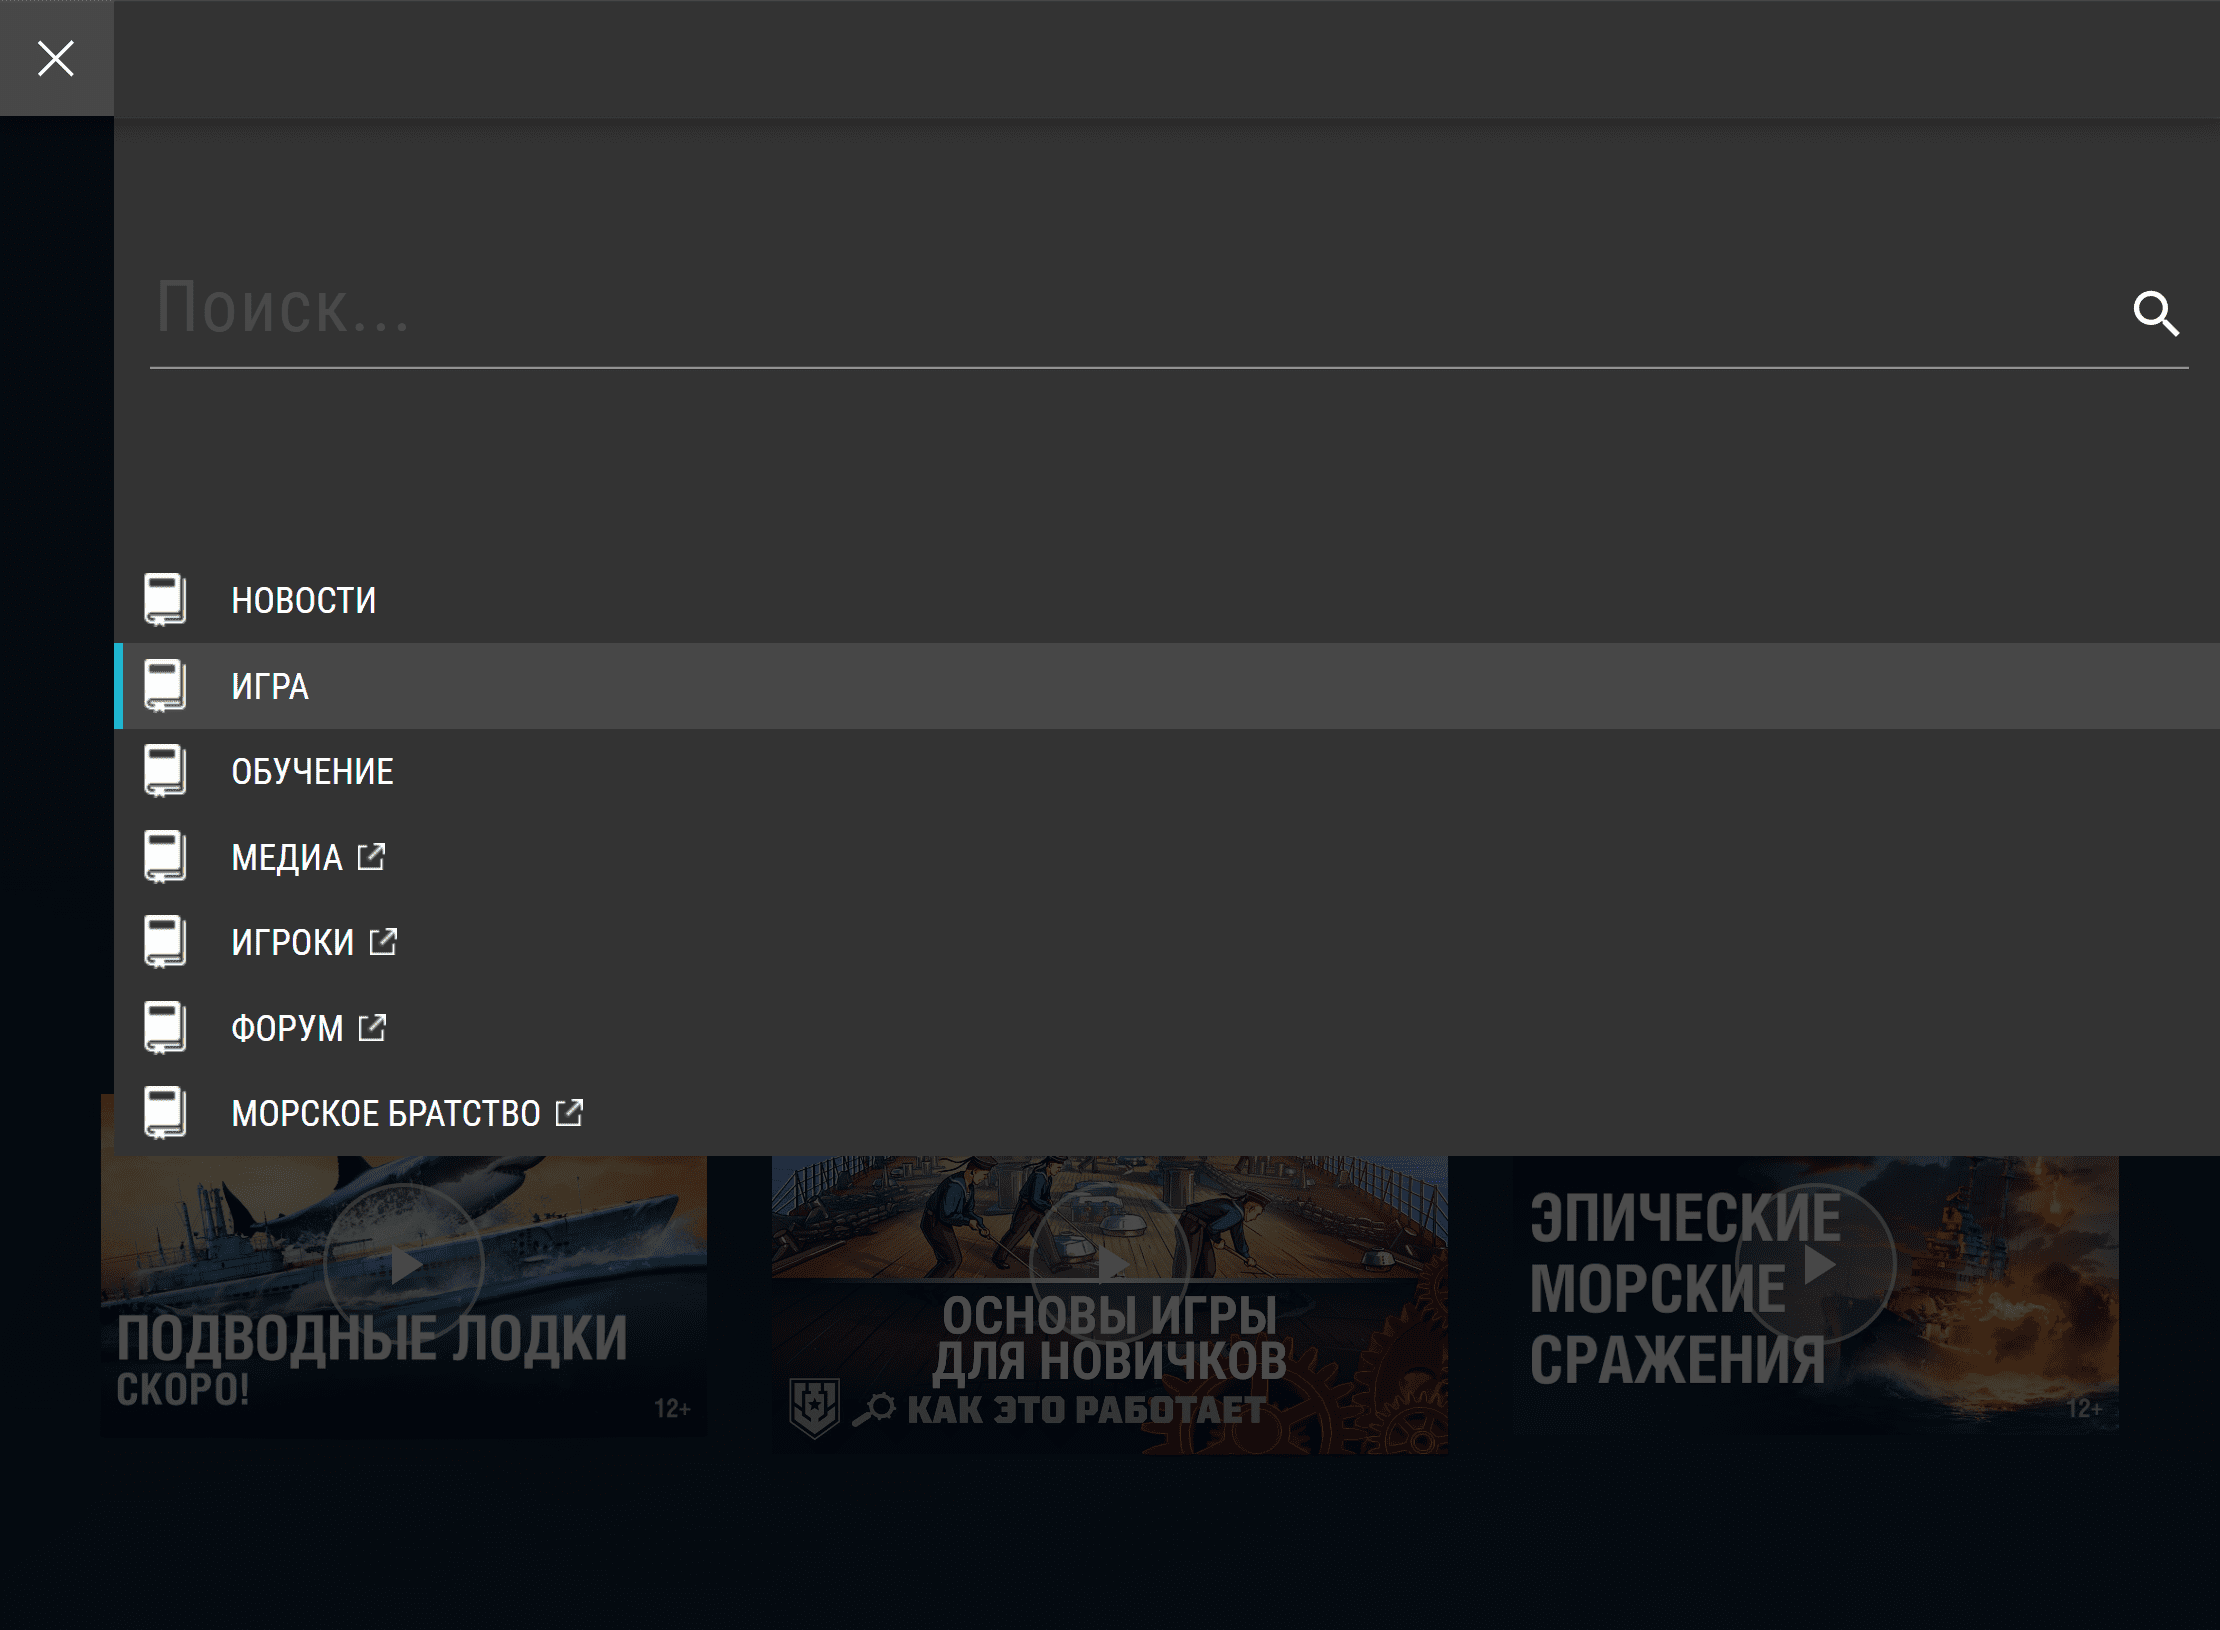 Поиск...
НОВОСТИ
ИГРА
ОБУЧЕНИЕ
МЕДИА
ИГРОКИ
ФОРУМ
МОРСКОЕ БРАТСТВО
ПОДВОДНЫЕ ЛОДКИ
СКОРО!
12+
ОСНОВЫ ИГРЫ
ДЛЯ НОВИЧКОВ
КАК ЭТО РАБОТАЕТ
ЭПИЧЕСКИЕ
МОРСКИЕ
СРАЖЕНИЯ
12+